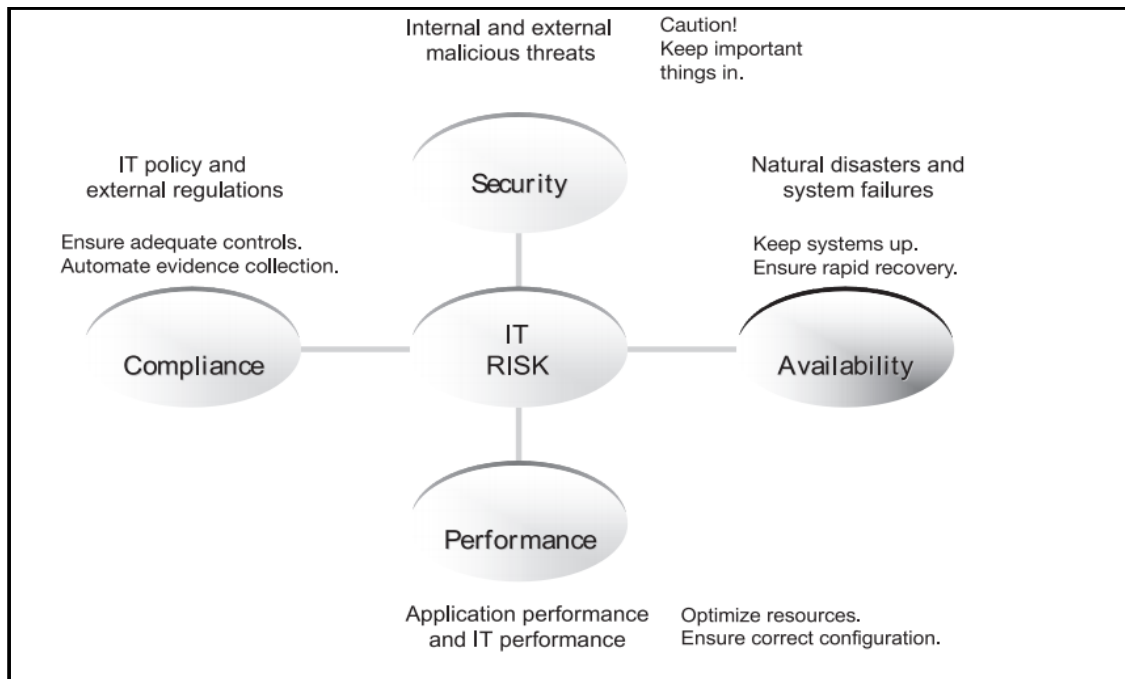 Internal and external
malicious threats
Caution!
Keep important
things in.
Security
IT policy and
external regulations
Ensure adequate controls.
Automate evidence collection.
Natural disasters and
system failures
Keep systems up.
Ensure rapid recovery.
Compliance
IT
RISK
Availability
Performance
Application performance
and IT performance
Optimize resources.
Ensure correct configuration.